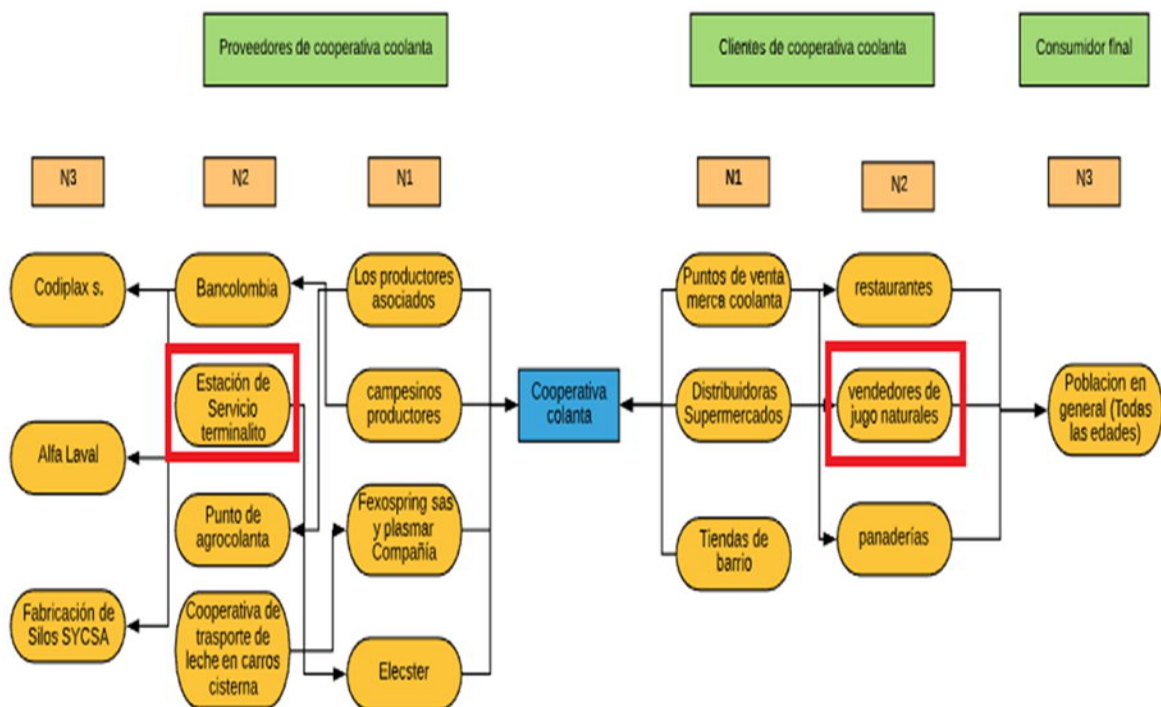 Proveedores de cooperativa coolanta
Clientes de cooperativa coolanta
Consumidor final
N3
N2
N1
N1
N2
N3
Codiplax s.
Bancolombia
Los productores
asociados
Puntos de venta
merca coolanta
restaurantes
Estación de
Servicio
terminalito
campesinos
productores
Cooperativa
colanta
Distribuidoras
Supermercados
vendedores de
jugo naturales
Poblacion en
general (Todas
las edades)
Alfa Laval
Punto de
agrocolanta
Fexospring sas
y plasmar
Compañía
Tiendas de
barrio
panaderías
Fabricación de
Silos SYCSA
Cooperativa de
trasporte de
leche en carros
cisterna
Elecster